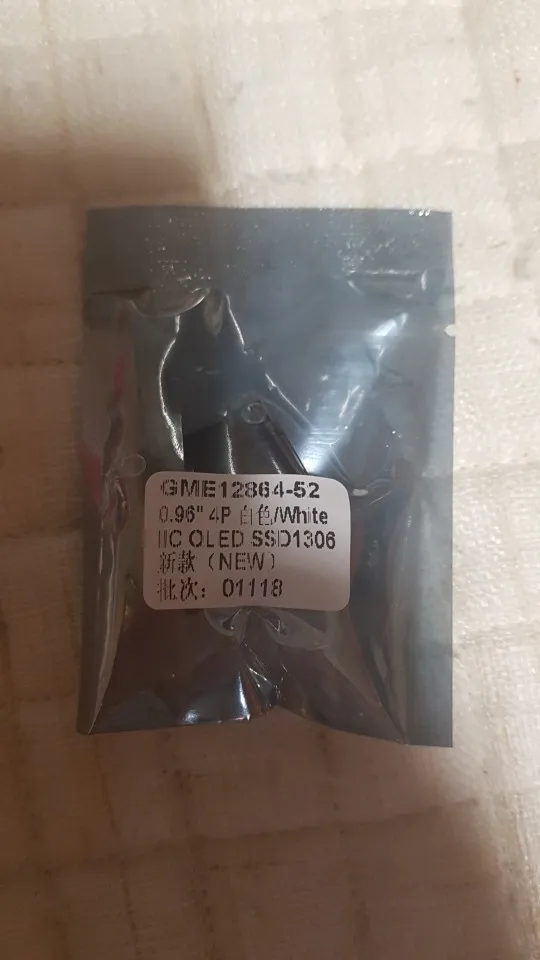 GME12864-52
0.96" 4P 白色/White
IIC OLED SSD1306
新款（NEW）
批次：01118